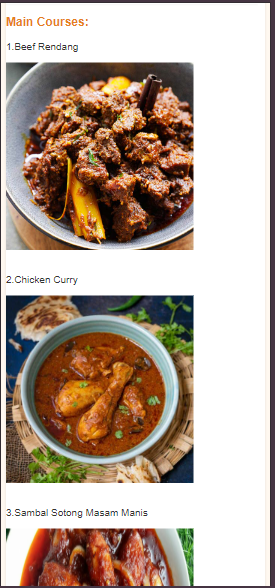 Main Courses:
1.Beef Rendang
2.Chicken Curry
3.Sambal Sotong Masam Manis